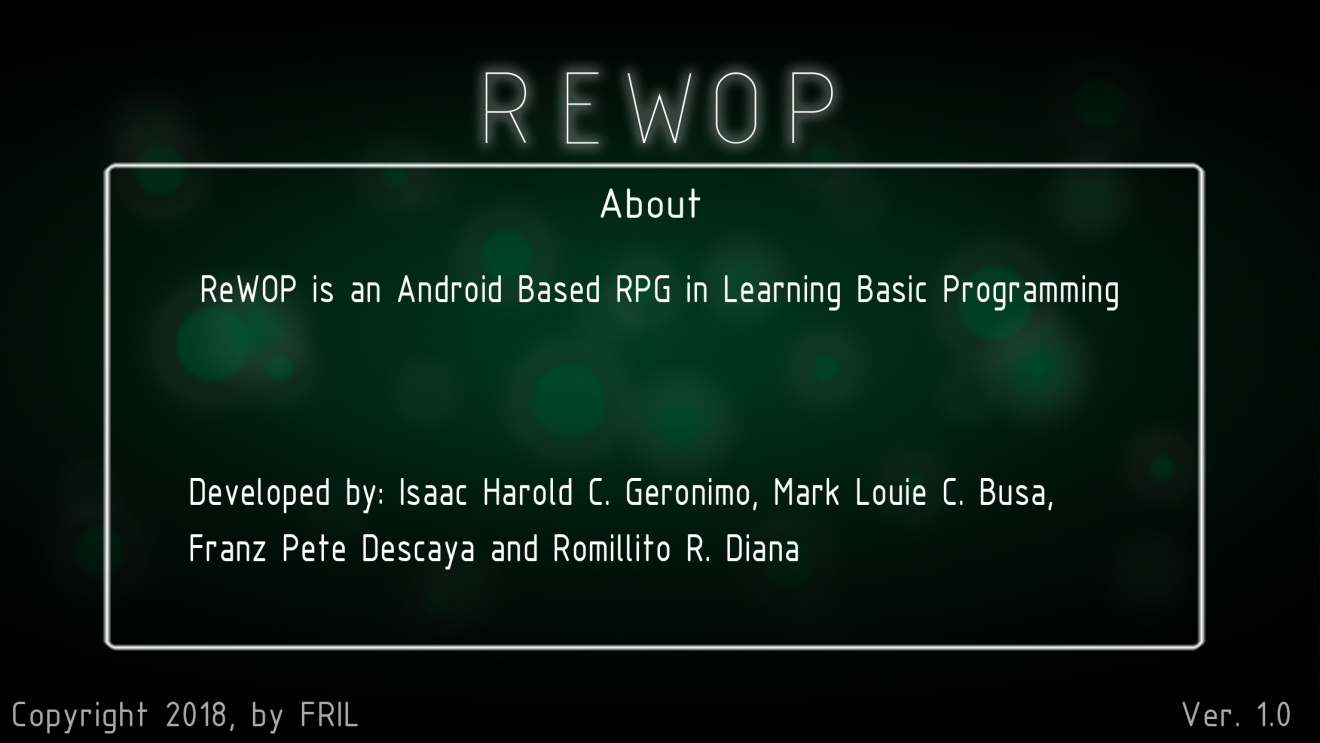 REWOP
About
ReWOP is an Android Based RPG in Learning Basic Programming
Developed by: Isaac Harold C. Geronimo, Mark Louie C. Busa,
Franz Pete Descaya and Romillito R. Diana
Copyright 2018, by FRIL
Ver. 1.0